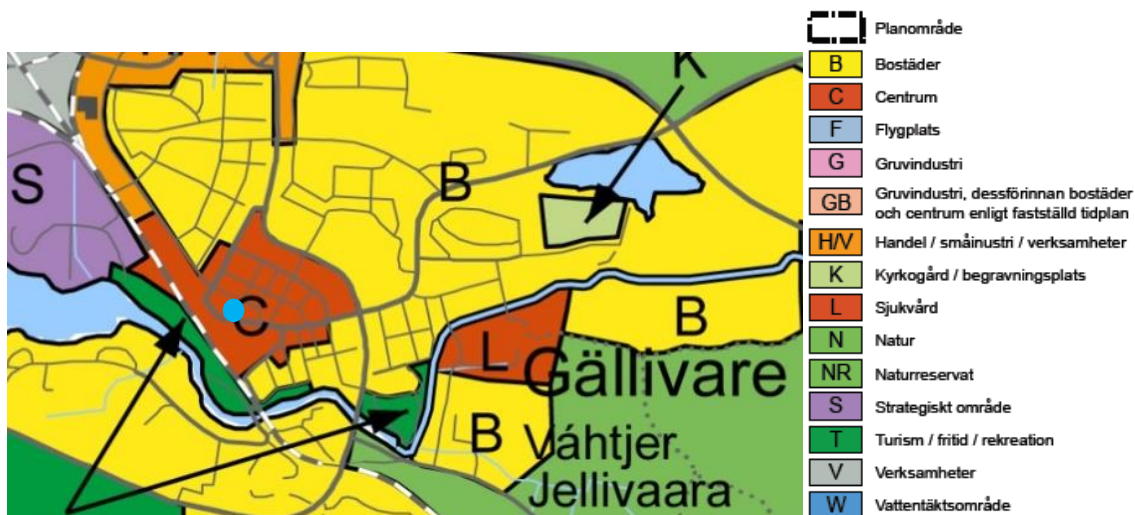 H/V
K
S
B
C
B
L
Gällivare
B
Váhtjer
Jellivaara
Planområde
B Bostäder
C Centrum
F Flygplats
G Gruvindustri
GB Gruvindustri, dessförinnan bostäder
och centrum enligt fastställd tidplan
H/V Handel / småinustri / verksamheter
K Kyrkogård / begravningsplats
L Sjukvård
N Natur
NR Naturreservat
S Strategiskt område
T Turism / fritid / rekreation
V Verksamheter
W Vattentäktsområde